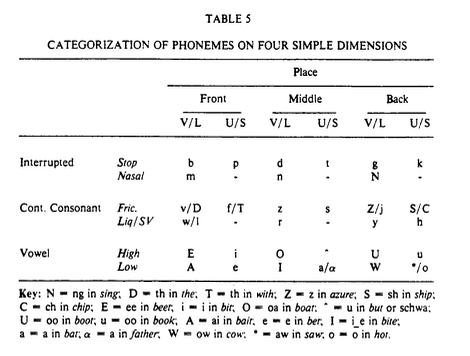 TABLE 5
CATEGORIZATION OF PHONEMES ON FOUR SIMPLE DIMENSIONS
Place
Front Middle Back
V/L U/S V/L U/S V/L U/S
Interrupted Stop b p d t g k
Nasal m - n - N -
Cont. Consonant Fric. v/D f/T z s Z/j S/C
Liq/SV w/l - r - y h
Vowel High E i O ^ U u
Low A e I a/α W */o
Key: N = ng in sing; D = th in the; T = th in with; Z = z in azure; S = sh in ship;
C = ch in chip; E = ee in beer; i = i in bit; O = oa in boat; ^ = u in but or schwa;
U = oo in boot; u = oo in book; A = ai in bair; e = e in ber; I = i_e in bite;
a = a in bat; α = a in father, W = ow in cow; * = aw in saw; o = o in hot.